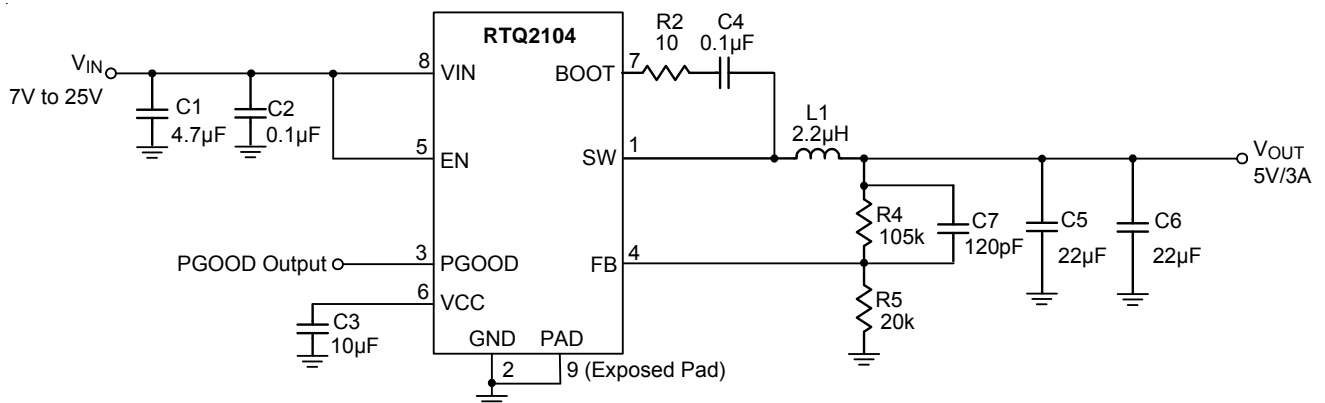 RTQ2104
VIN
7V to 25V
C1
4.7µF
C2
0.1µF
8
VIN
5
EN
PGOOD Output
3
PGOOD
6
VCC
C3
10µF
GND
PAD
2
9 (Exposed Pad)
BOOT
7
R2
10
C4
0.1µF
SW
1
L1
2.2µH
FB
4
R4
105k
C7
120pF
R5
20k
C5
22µF
C6
22µF
VOUT
5V/3A